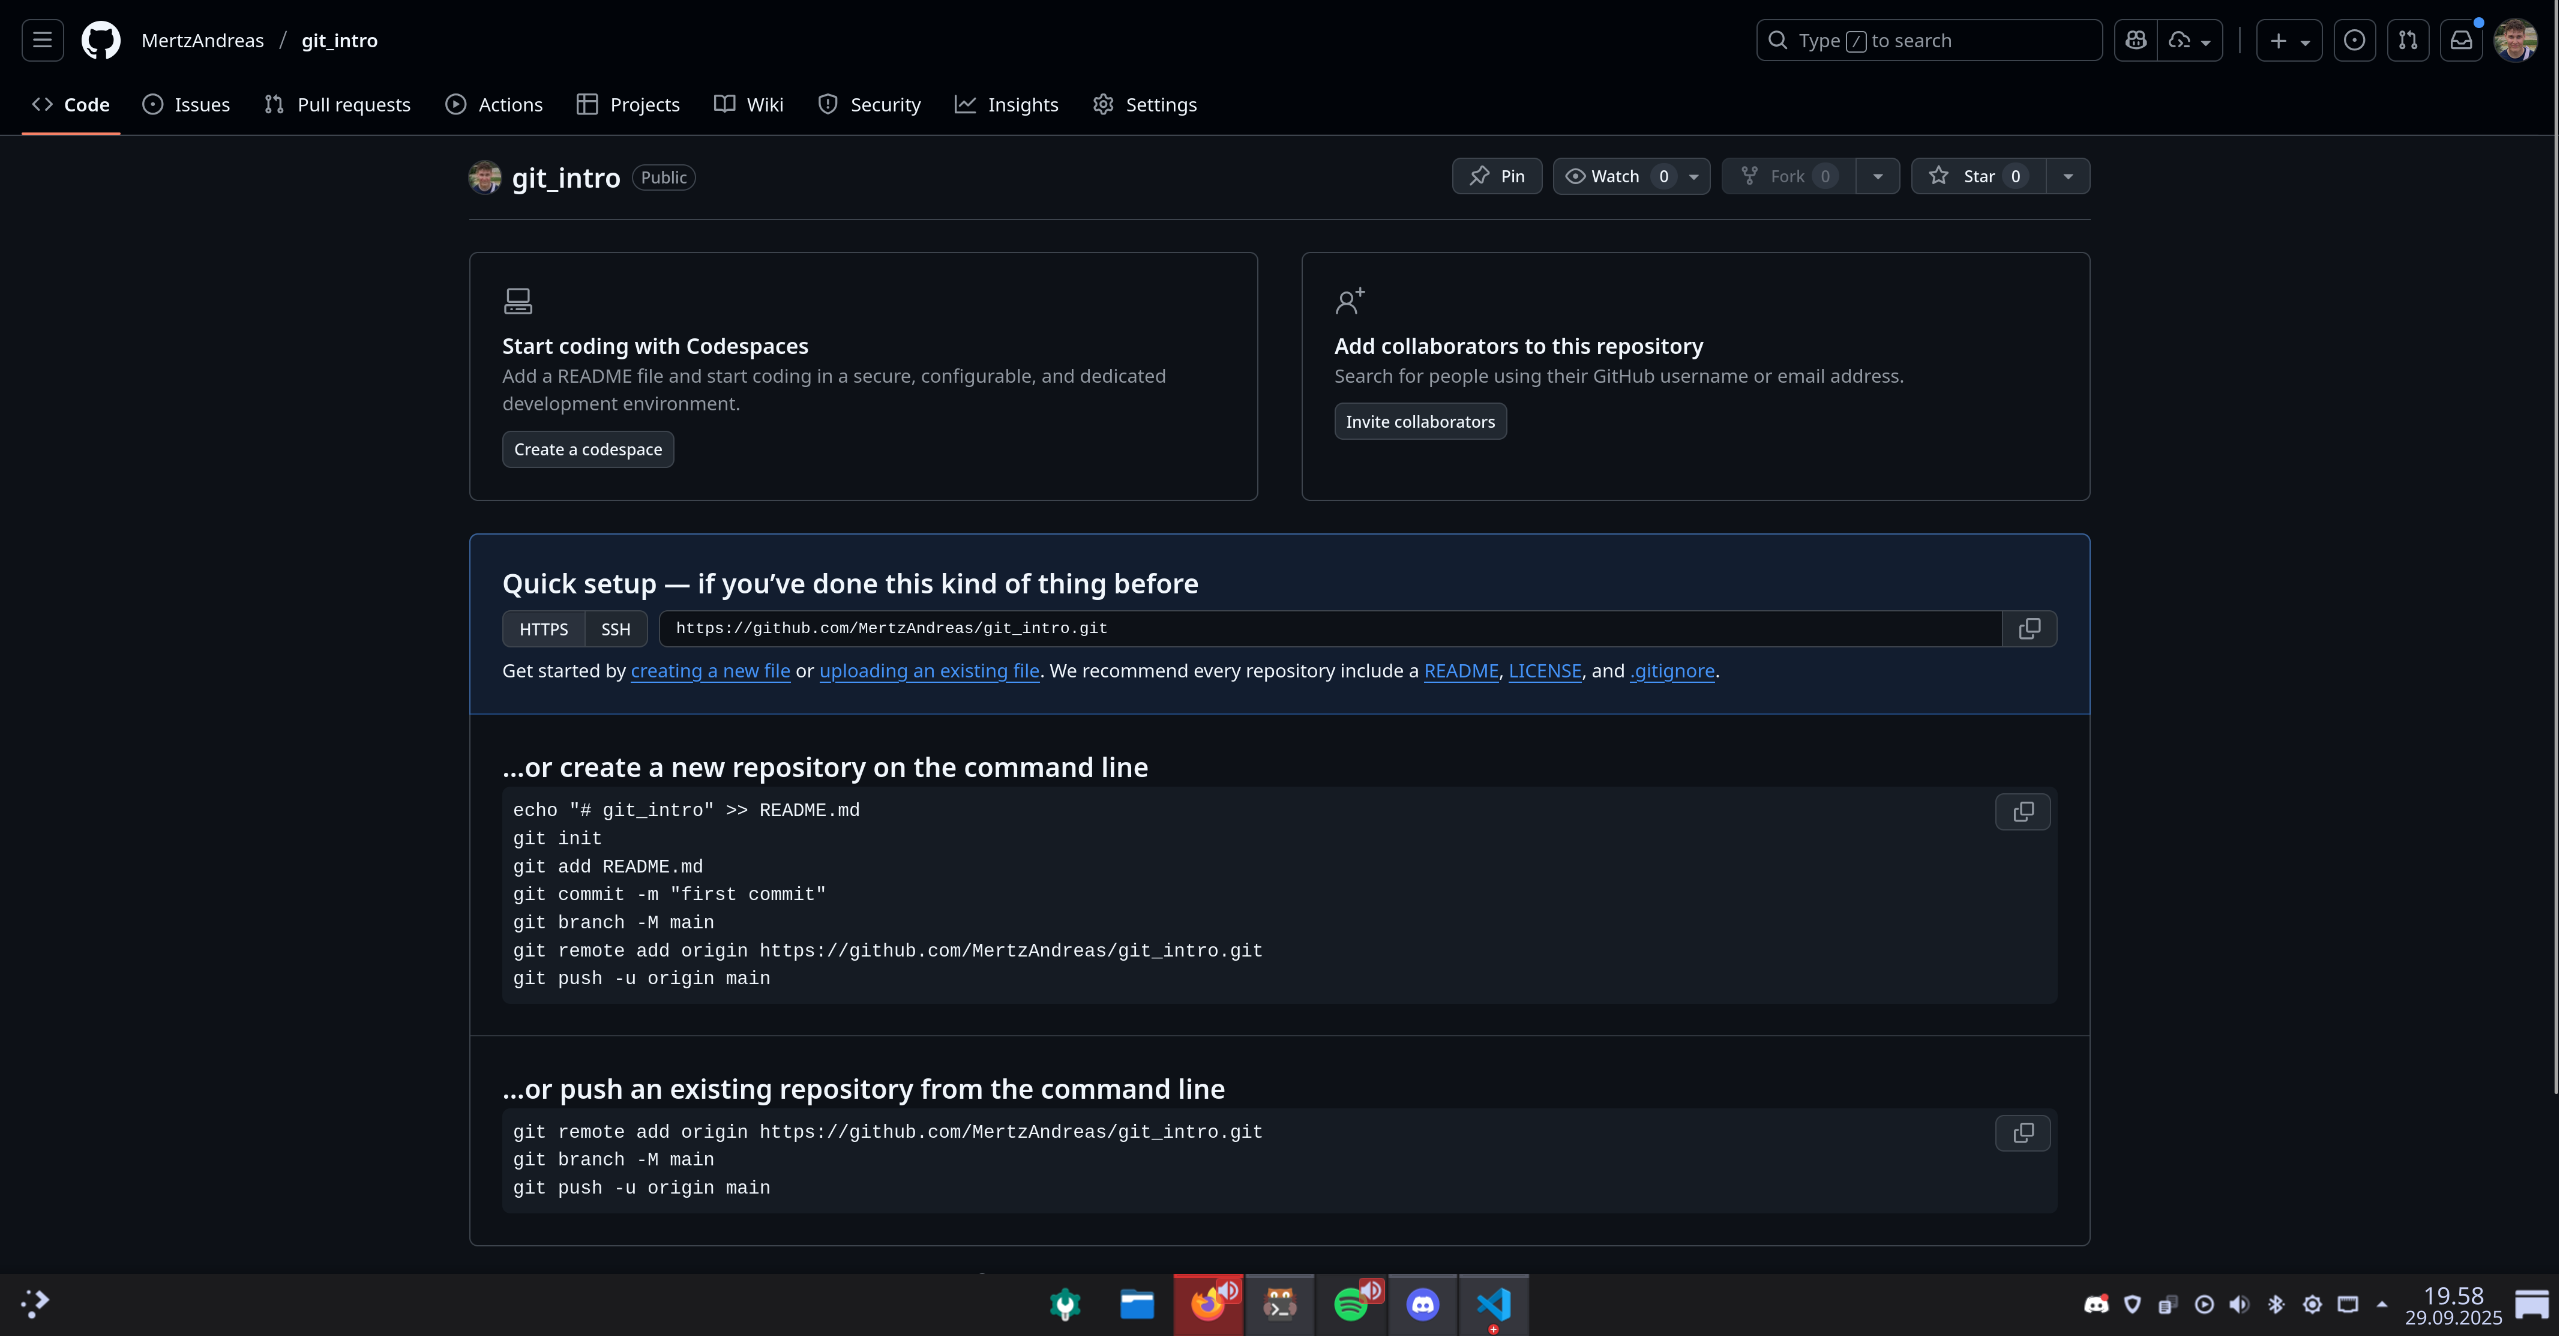 MertzAndreas / git_intro
Type / to search
Code Issues Pull requests Actions Projects Wiki Security Insights Settings
git_intro Public
Pin Watch 0 Fork 0 Star 0
Start coding with Codespaces
Add a README file and start coding in a secure, configurable, and dedicated
development environment.
Create a codespace
Add collaborators to this repository
Search for people using their GitHub username or email address.
Invite collaborators
Quick setup — if you’ve done this kind of thing before
HTTPS SSH https://github.com/MertzAndreas/git_intro.git
Get started by creating a new file or uploading an existing file. We recommend every repository include a README, LICENSE, and .gitignore.
…or create a new repository on the command line
echo "# git_intro" >> README.md
git init
git add README.md
git commit -m "first commit"
git branch -M main
git remote add origin https://github.com/MertzAndreas/git_intro.git
git push -u origin main
…or push an existing repository from the command line
git remote add origin https://github.com/MertzAndreas/git_intro.git
git branch -M main
git push -u origin main
19.58
29.09.2025